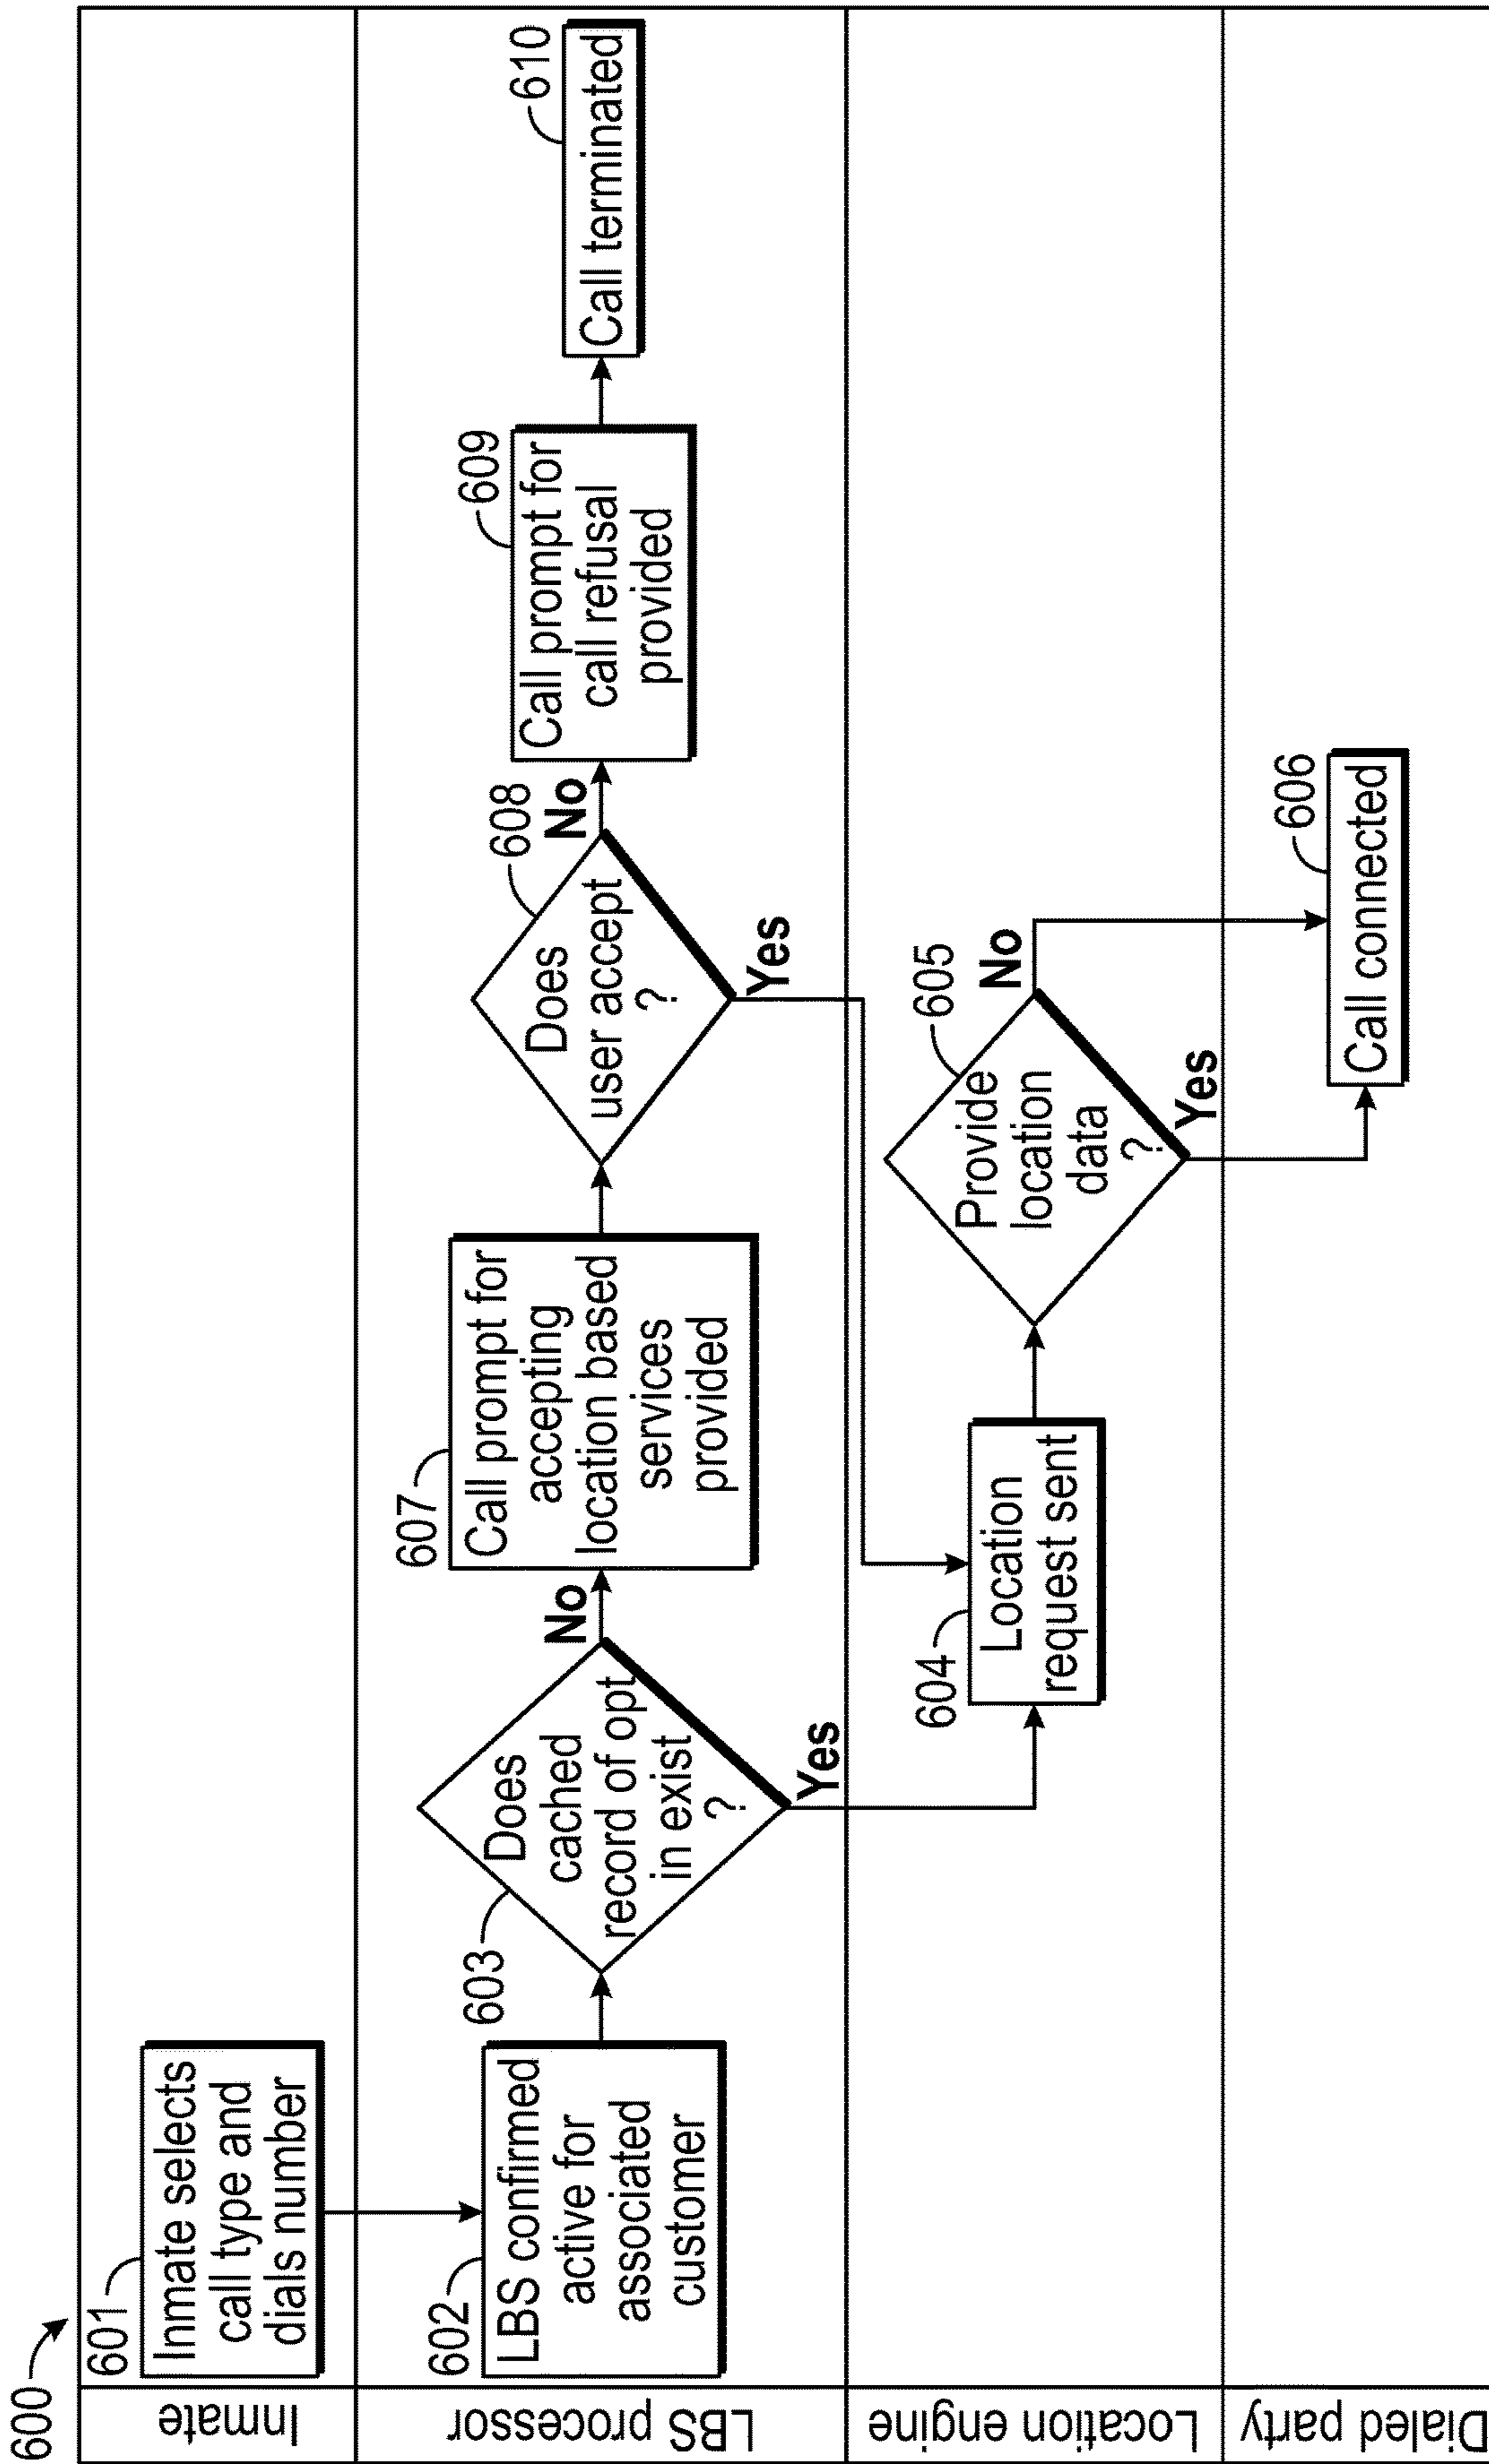 600
Inmate
601
Inmate selects
call type and
dials number
LBS processor
602
LBS confirmed
active for
associated
customer
603
Does
cached
record of opt
in exist
?
No
Yes
607
Call prompt for
accepting
location based
services
provided
608
Does
user accept
?
No
Yes
609
Call prompt for
call refusal
provided
610
Call terminated
Location engine
604
Location
request sent
605
Provide
location
data
?
No
Yes
Dialed party
606
Call connected